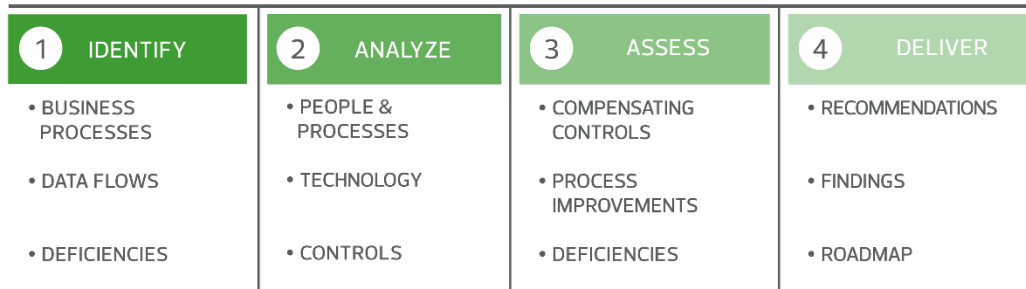 1 IDENTIFY
• BUSINESS
PROCESSES
• DATA FLOWS
• DEFICIENCIES
2 ANALYZE
• PEOPLE &
PROCESSES
• TECHNOLOGY
• CONTROLS
3 ASSESS
• COMPENSATING
CONTROLS
• PROCESS
IMPROVEMENTS
• DEFICIENCIES
4 DELIVER
• RECOMMENDATIONS
• FINDINGS
• ROADMAP